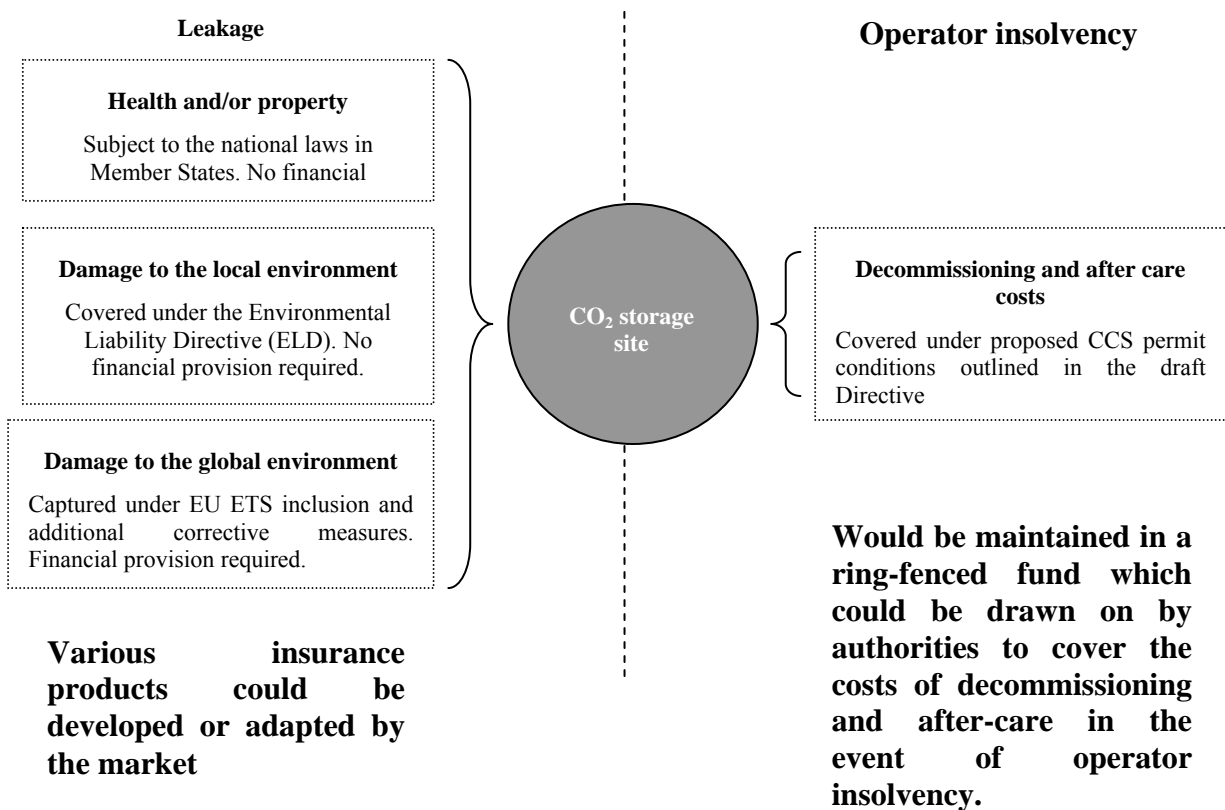 Leakage
Health and/or property
Subject to the national laws in
Member States. No financial
Damage to the local environment
Covered under the Environmental
Liability Directive (ELD). No
financial provision required.
Damage to the global environment
Captured under EU ETS inclusion and
additional corrective measures.
Financial provision required.
Various insurance
products could be
developed or adapted by
the market
CO₂ storage
site
Operator insolvency
Decommissioning and after care
costs
Covered under proposed CCS permit
conditions outlined in the draft
Directive
Would be maintained in a
ring-fenced fund which
could be drawn on by
authorities to cover the
costs of decommissioning
and after-care in the
event of operator
insolvency.